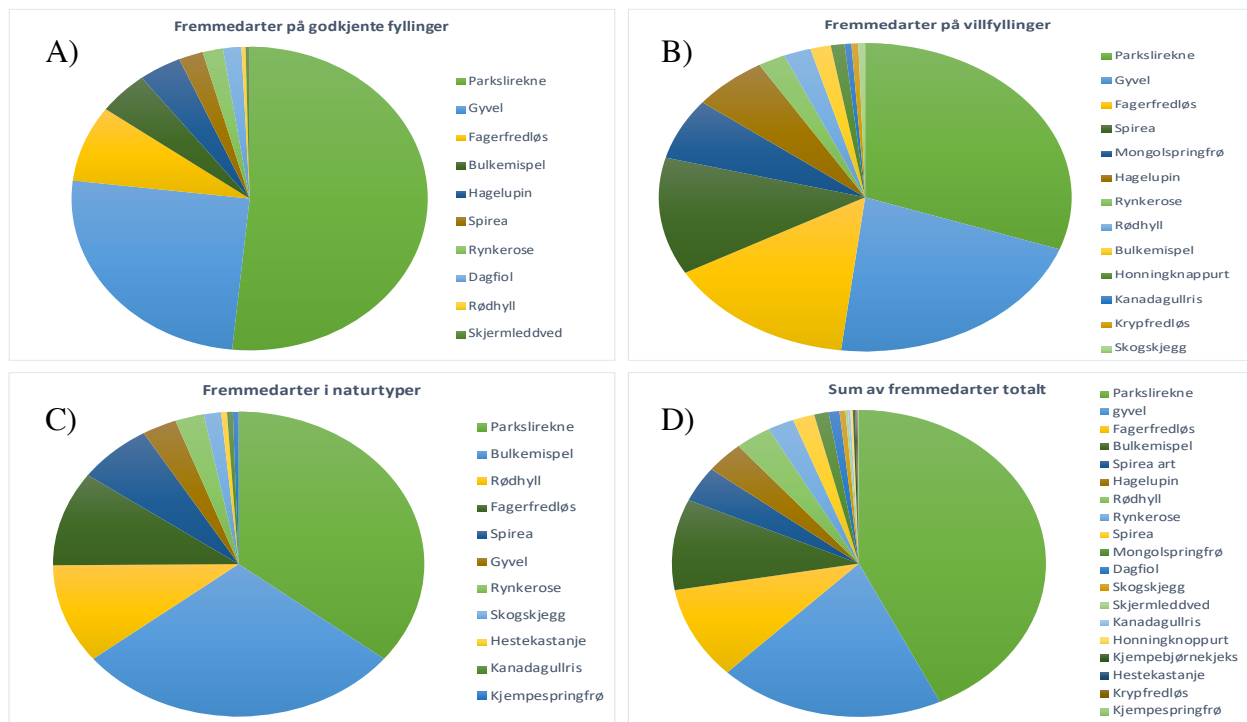 Fremmedarter på godkjente fyllinger
A)
Parkslirekne
Gyvel
Fagerfredløs
Bulkemispel
Hagelupin
Spirea
Rynkerose
Dagfiol
Rødhyll
Skjermleddved
Fremmedarter på villfyllinger
B)
Parkslirekne
Gyvel
Fagerfredløs
Spirea
Mongolspringfrø
Hagelupin
Rynkerose
Rødhyll
Bulkemispel
Honningknappurt
Kanadagullris
Krypfredløs
Skogskjegg
Fremmedarter i naturtyper
C)
Parkslirekne
Bulkemispel
Rødhyll
Fagerfredløs
Spirea
Gyvel
Rynkerose
Skogskjegg
Hestekastanje
Kanadagullris
Kjempespringfrø
Sum av fremmedarter totalt
D)
Parkslirekne
gyvel
Fagerfredløs
Bulkemispel
Spirea art
Hagelupin
Rødhyll
Rynkerose
Spirea
Mongolspringfrø
Dagfiol
Skogskjegg
Skjermleddved
Kanadagullris
Honningknoppurt
Kjempebjørnekjeks
Hestekastanje
Krypfredløs
Kjempespringfrø